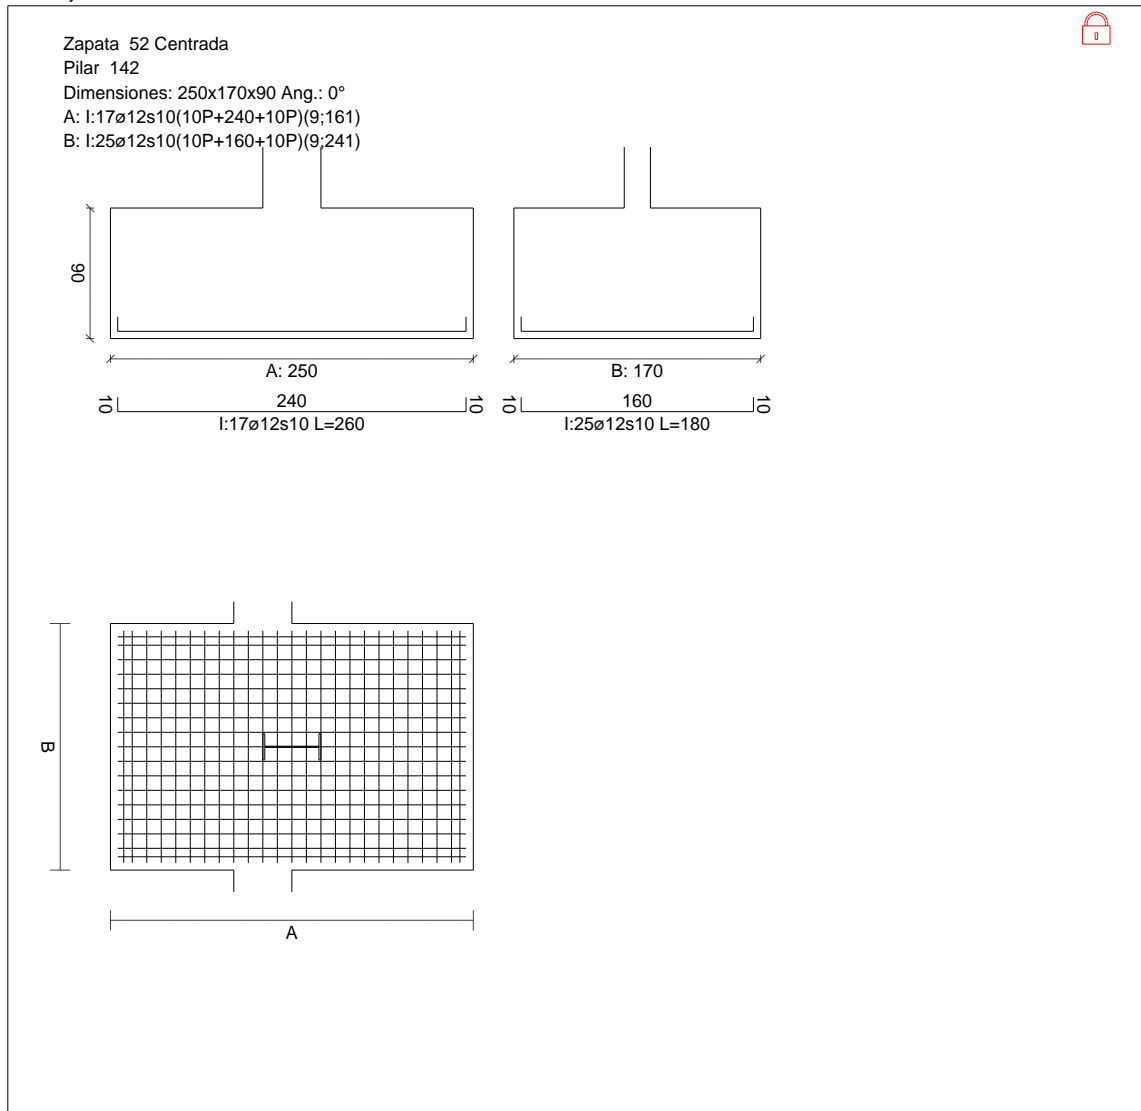 Zapata 52 Centrada
Pilar 142
Dimensiones: 250x170x90 Ang.: 0°
A: I:17ø12s10(10P+240+10P)(9;161)
B: I:25ø12s10(10P+160+10P)(9;241)
90
A: 250
B: 170
10 240 10
10 160 10
I:17ø12s10 L=260
I:25ø12s10 L=180
B
A